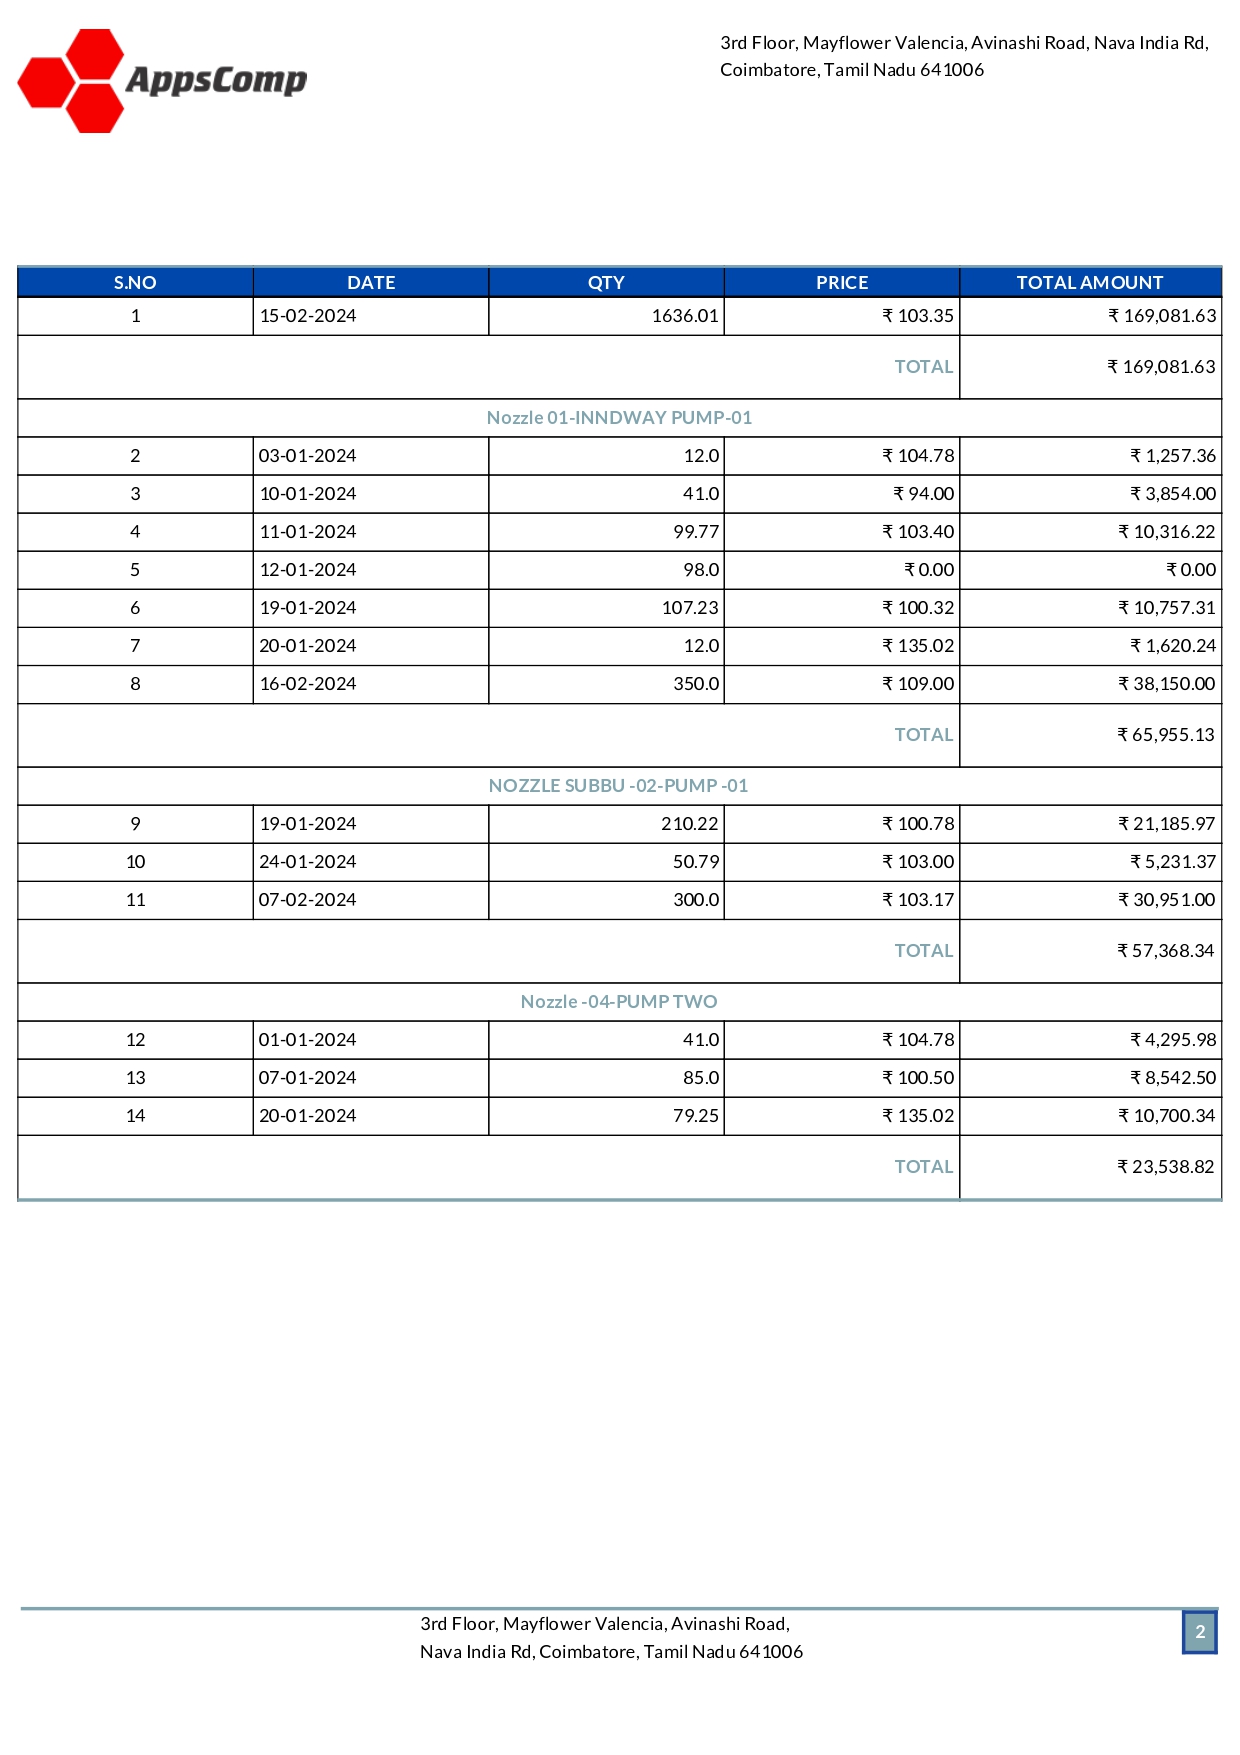 AppsComp
3rd Floor, Mayflower Valencia, Avinashi Road, Nava India Rd,
Coimbatore, Tamil Nadu 641006
S.NO DATE QTY PRICE TOTAL AMOUNT
1 15-02-2024 1636.01 ₹ 103.35 ₹ 169,081.63
TOTAL ₹ 169,081.63
Nozzle 01-INNDWAY PUMP-01
2 03-01-2024 12.0 ₹ 104.78 ₹ 1,257.36
3 10-01-2024 41.0 ₹ 94.00 ₹ 3,854.00
4 11-01-2024 99.77 ₹ 103.40 ₹ 10,316.22
5 12-01-2024 98.0 ₹ 0.00 ₹ 0.00
6 19-01-2024 107.23 ₹ 100.32 ₹ 10,757.31
7 20-01-2024 12.0 ₹ 135.02 ₹ 1,620.24
8 16-02-2024 350.0 ₹ 109.00 ₹ 38,150.00
TOTAL ₹ 65,955.13
NOZZLE SUBBU -02-PUMP -01
9 19-01-2024 210.22 ₹ 100.78 ₹ 21,185.97
10 24-01-2024 50.79 ₹ 103.00 ₹ 5,231.37
11 07-02-2024 300.0 ₹ 103.17 ₹ 30,951.00
TOTAL ₹ 57,368.34
Nozzle -04-PUMP TWO
12 01-01-2024 41.0 ₹ 104.78 ₹ 4,295.98
13 07-01-2024 85.0 ₹ 100.50 ₹ 8,542.50
14 20-01-2024 79.25 ₹ 135.02 ₹ 10,700.34
TOTAL ₹ 23,538.82
3rd Floor, Mayflower Valencia, Avinashi Road,
Nava India Rd, Coimbatore, Tamil Nadu 641006
2